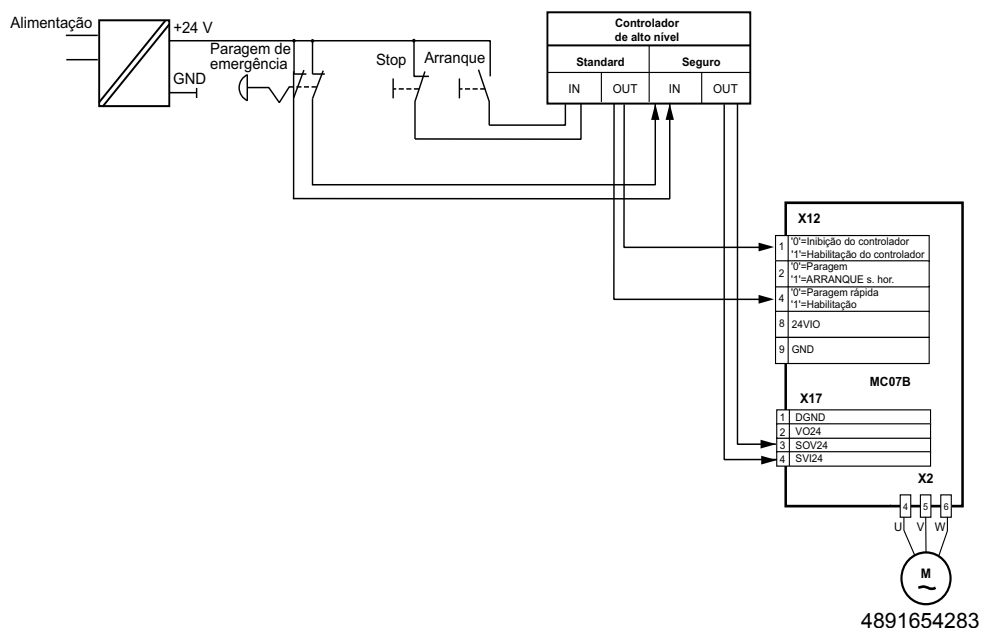 Alimentação
+24 V
GND
Paragem de
emergência
Stop
Arranque
Controlador
de alto nível
Standard
Seguro
IN
OUT
IN
OUT
X12
1 '0'=Inibição do controlador
'1'=Habilitação do controlador
2 '0'=Paragem
'1'=ARRANQUE s. hor.
4 '0'=Paragem rápida
'1'=Habilitação
8 24VIO
9 GND
MC07B
X17
1 DGND
2 VO24
3 SOV24
4 SVI24
X2
4 5 6
U V W
M
4891654283